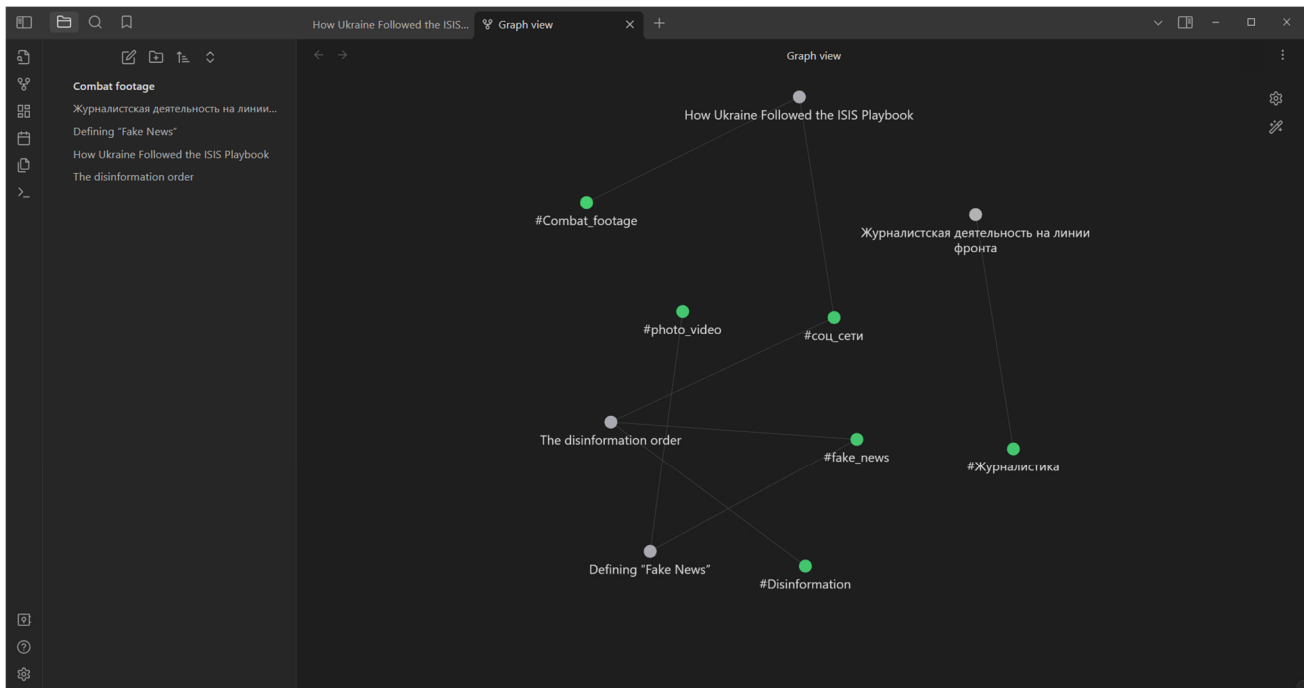 How Ukraine Followed the ISIS...
Graph view
Graph view
Combat footage
Журналистская деятельность на линии...
Defining “Fake News”
How Ukraine Followed the ISIS Playbook
The disinformation order
How Ukraine Followed the ISIS Playbook
#Combat_footage
Журналистская деятельность на линии
фронта
#photo_video
#соц_сети
The disinformation order
#fake_news
#Журналистика
Defining “Fake News”
#Disinformation